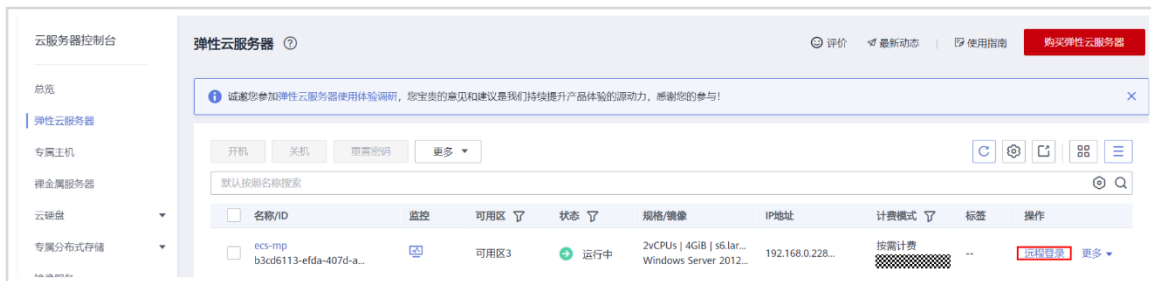 云服务器控制台
弹性云服务器
评价 最新动态 使用指南 购买弹性云服务器
总览
诚邀您参加弹性云服务器使用体验调研，您宝贵的意见和建议是我们持续提升产品体验的源动力，感谢您的参与！
弹性云服务器
专属主机
开机 关机 重置密码 更多
默认按照名称搜索
裸金属服务器
云硬盘
名称/ID 监控 可用区 状态 规格/镜像 IP地址 计费模式 标签 操作
专属分布式存储
ecs-mp
b3cd6113-efda-407d-a...
可用区3 运行中
2vCPUs | 4GiB | s6.lar...
Windows Server 2012...
192.168.0.228...
按需计费
--
远程登录 更多